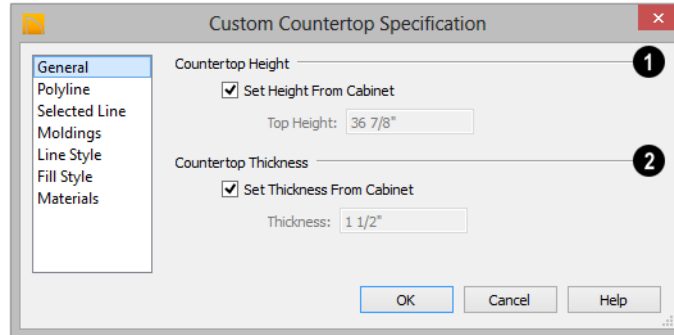 Custom Countertop Specification
General
Polyline
Selected Line
Moldings
Line Style
Fill Style
Materials
Countertop Height
1
Set Height From Cabinet
Top Height: 36 7/8"
Countertop Thickness
2
Set Thickness From Cabinet
Thickness: 1 1/2"
OK Cancel Help